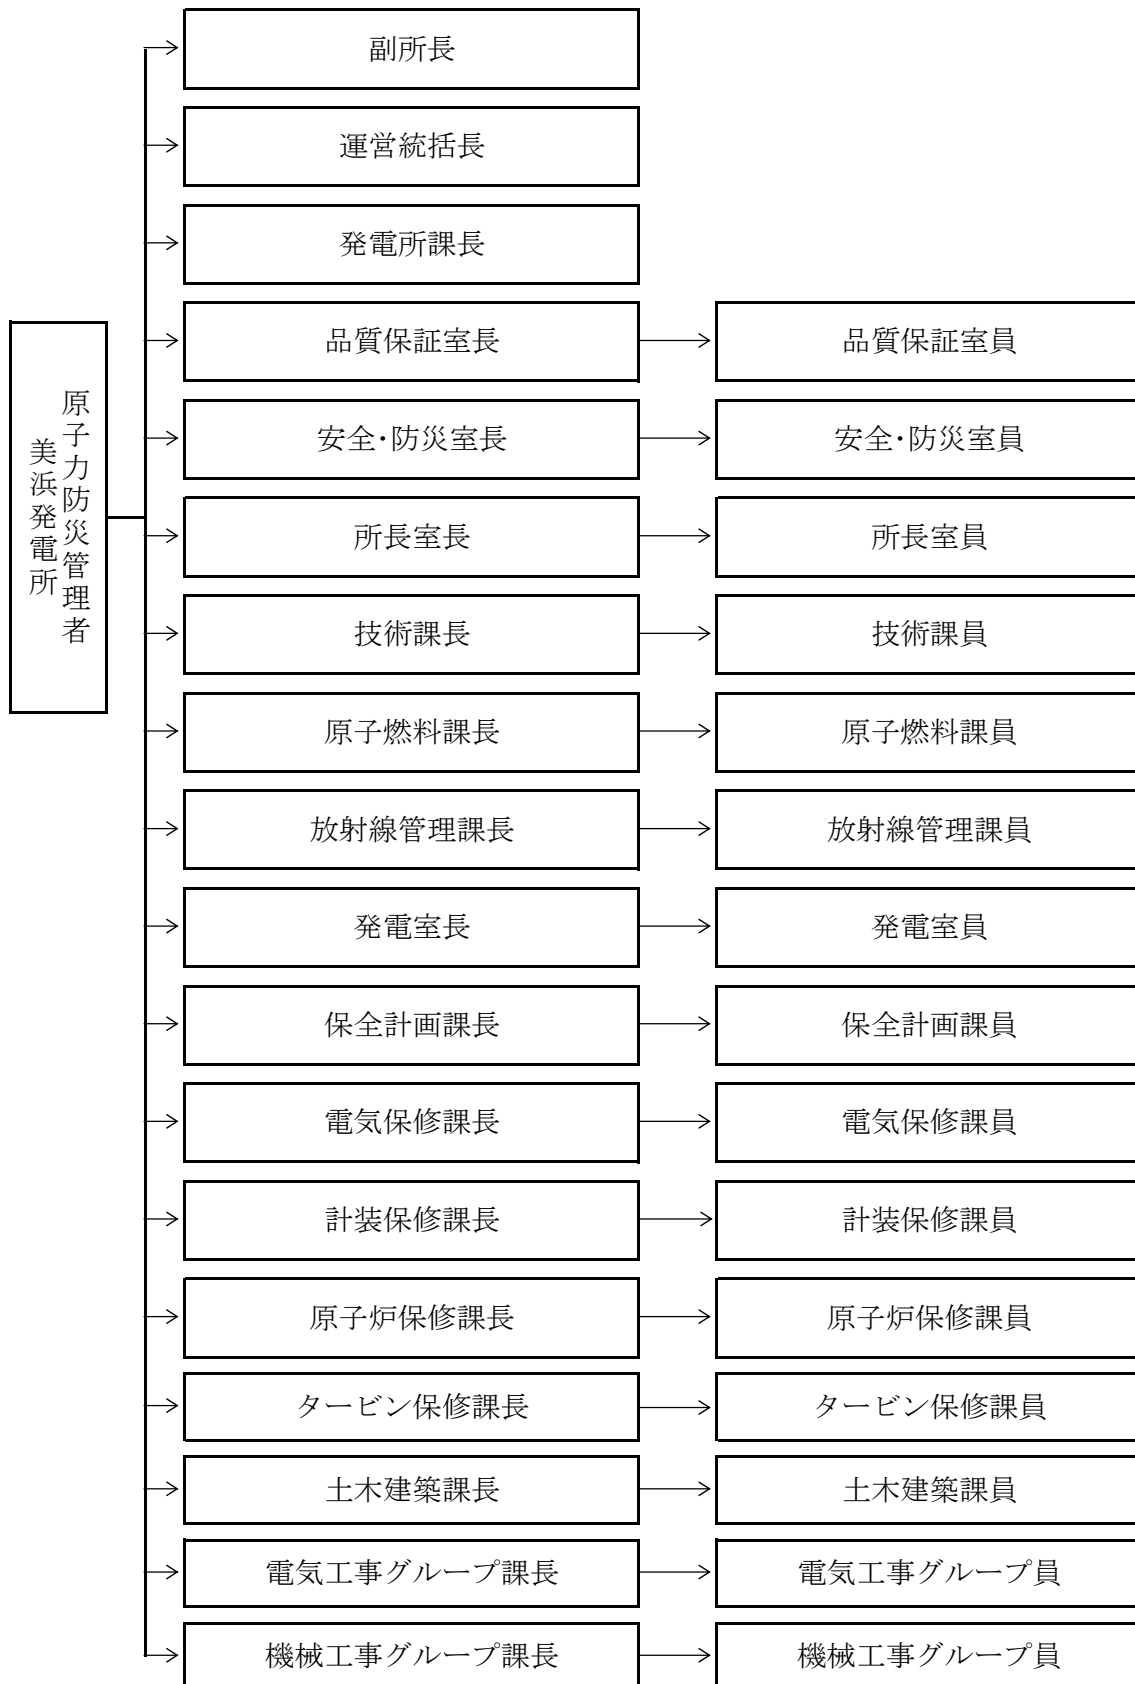 美浜発電所
原子力防災管理者
副所長
運営統括長
発電所課長
品質保証室長
品質保証室員
安全・防災室長
安全・防災室員
所長室長
所長室員
技術課長
技術課員
原子燃料課長
原子燃料課員
放射線管理課長
放射線管理課員
発電室長
発電室員
保全計画課長
保全計画課員
電気保修課長
電気保修課員
計装保修課長
計装保修課員
原子炉保修課長
原子炉保修課員
タービン保修課長
タービン保修課員
土木建築課長
土木建築課員
電気工事グループ課長
電気工事グループ員
機械工事グループ課長
機械工事グループ員